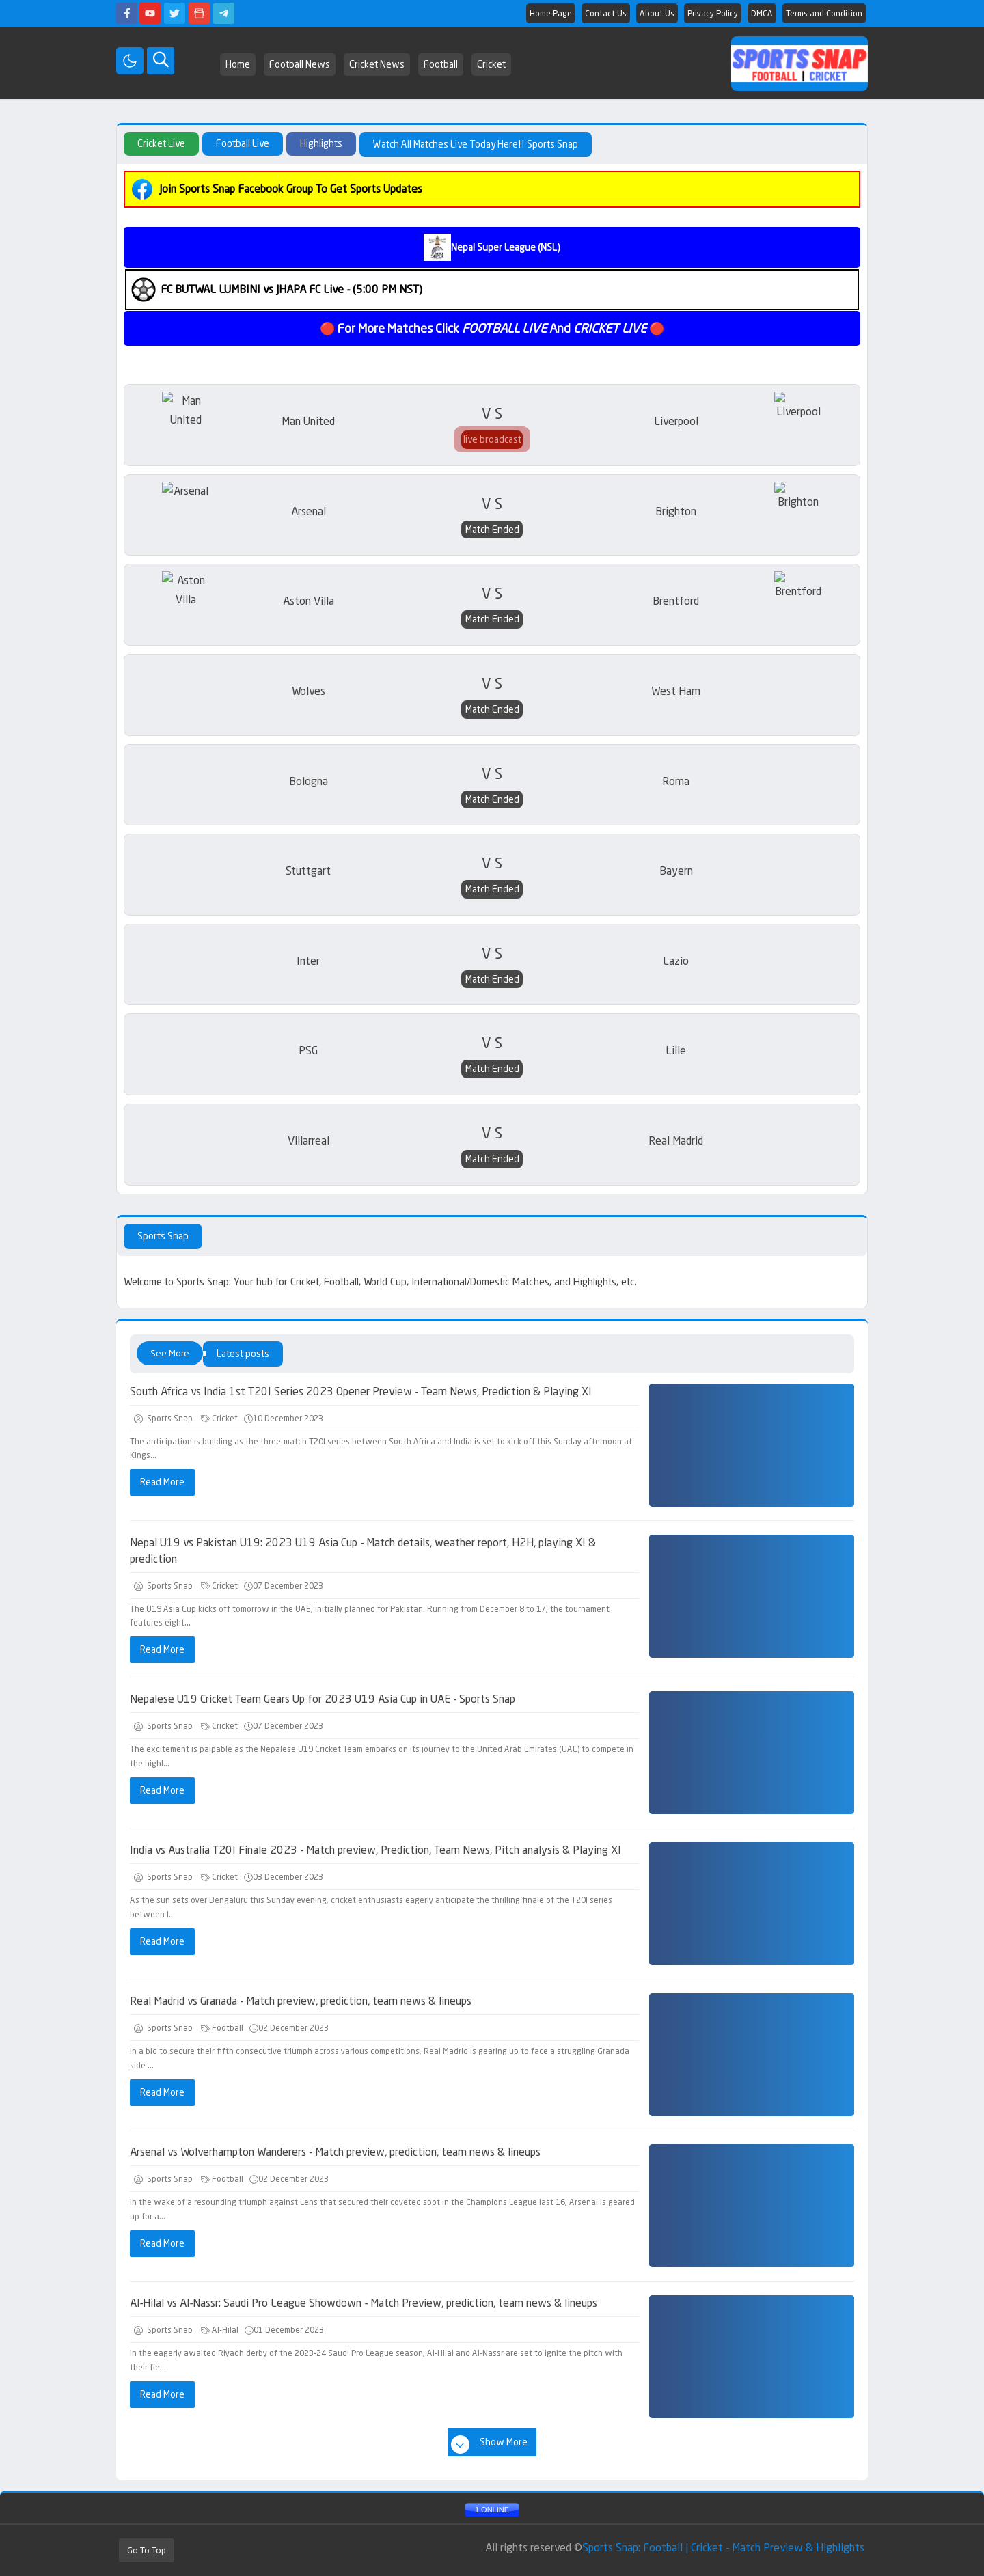 Home Page Contact Us About Us Privacy Policy DMCA Terms and Condition
Home Football News Cricket News Football Cricket
SPORTS SNAP
FOOTBALL | CRICKET
Cricket Live Football Live Highlights Watch All Matches Live Today Here!! Sports Snap
Join Sports Snap Facebook Group To Get Sports Updates
Nepal Super League (NSL)
FC BUTWAL LUMBINI vs JHAPA FC Live - (5:00 PM NST)
🔴 For More Matches Click FOOTBALL LIVE And CRICKET LIVE 🔴
Man United
Man United
V S
live broadcast
Liverpool
Liverpool
Arsenal
Arsenal
V S
Match Ended
Brighton
Brighton
Aston Villa
Aston Villa
V S
Match Ended
Brentford
Brentford
Wolves
V S
Match Ended
West Ham
Bologna
V S
Match Ended
Roma
Stuttgart
V S
Match Ended
Bayern
Inter
V S
Match Ended
Lazio
PSG
V S
Match Ended
Lille
Villarreal
V S
Match Ended
Real Madrid
Sports Snap
Welcome to Sports Snap: Your hub for Cricket, Football, World Cup, International/Domestic Matches, and Highlights, etc.
See More Latest posts
South Africa vs India 1st T20I Series 2023 Opener Preview - Team News, Prediction & Playing XI
Sports Snap Cricket 10 December 2023
The anticipation is building as the three-match T20I series between South Africa and India is set to kick off this Sunday afternoon at
Kings...
Read More
Nepal U19 vs Pakistan U19: 2023 U19 Asia Cup - Match details, weather report, H2H, playing XI &
prediction
Sports Snap Cricket 07 December 2023
The U19 Asia Cup kicks off tomorrow in the UAE, initially planned for Pakistan. Running from December 8 to 17, the tournament
features eight...
Read More
Nepalese U19 Cricket Team Gears Up for 2023 U19 Asia Cup in UAE - Sports Snap
Sports Snap Cricket 07 December 2023
The excitement is palpable as the Nepalese U19 Cricket Team embarks on its journey to the United Arab Emirates (UAE) to compete in
the highl...
Read More
India vs Australia T20I Finale 2023 - Match preview, Prediction, Team News, Pitch analysis & Playing XI
Sports Snap Cricket 03 December 2023
As the sun sets over Bengaluru this Sunday evening, cricket enthusiasts eagerly anticipate the thrilling finale of the T20I series
between I...
Read More
Real Madrid vs Granada - Match preview, prediction, team news & lineups
Sports Snap Football 02 December 2023
In a bid to secure their fifth consecutive triumph across various competitions, Real Madrid is gearing up to face a struggling Granada
side ...
Read More
Arsenal vs Wolverhampton Wanderers - Match preview, prediction, team news & lineups
Sports Snap Football 02 December 2023
In the wake of a resounding triumph against Lens that secured their coveted spot in the Champions League last 16, Arsenal is geared
up for a...
Read More
Al-Hilal vs Al-Nassr: Saudi Pro League Showdown - Match Preview, prediction, team news & lineups
Sports Snap Al-Hilal 01 December 2023
In the eagerly awaited Riyadh derby of the 2023-24 Saudi Pro League season, Al-Hilal and Al-Nassr are set to ignite the pitch with
their fie...
Read More
Show More
1 ONLINE
Go To Top
All rights reserved ©Sports Snap: Football | Cricket - Match Preview & Highlights